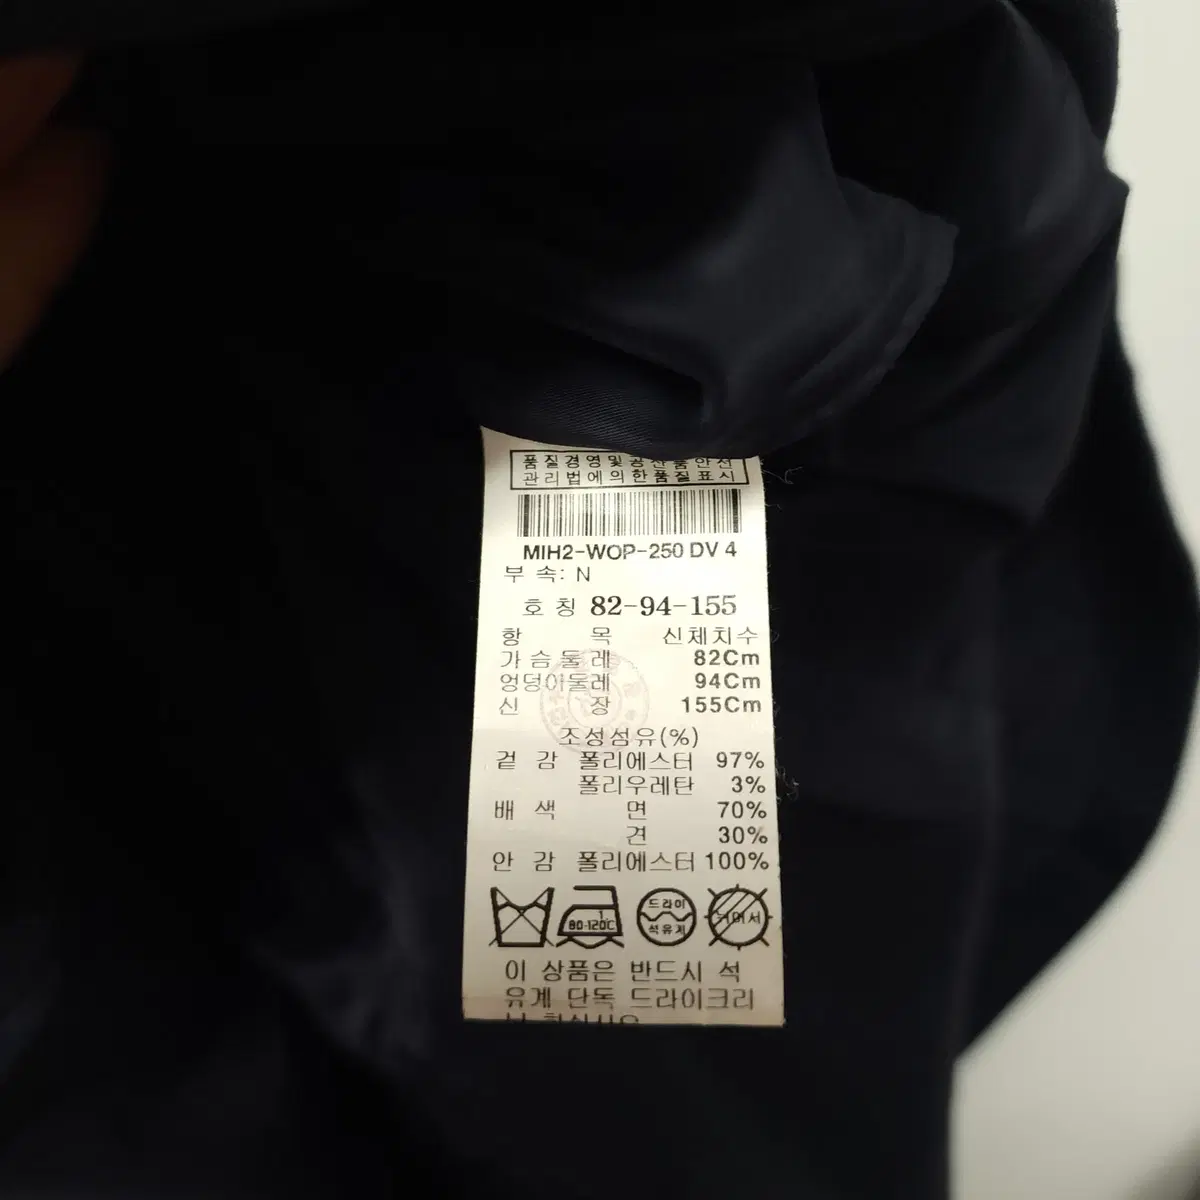 품질경영및공산품안전
관리법에의한품질표시
MIH2-WOP-250 DV 4
부 속: N
호 칭 82-94-155
항 목 신체치수
가슴둘레 82Cm
엉덩이둘레 94Cm
신 장 155Cm
조성섬유(%)
겉 감 폴리에스터 97%
폴리우레탄 3%
배 색 면 70%
견 30%
안 감 폴리에스터 100%
80-120℃
드라이
석유계
이 상품은 반드시 석
유계 단독 드라이크리